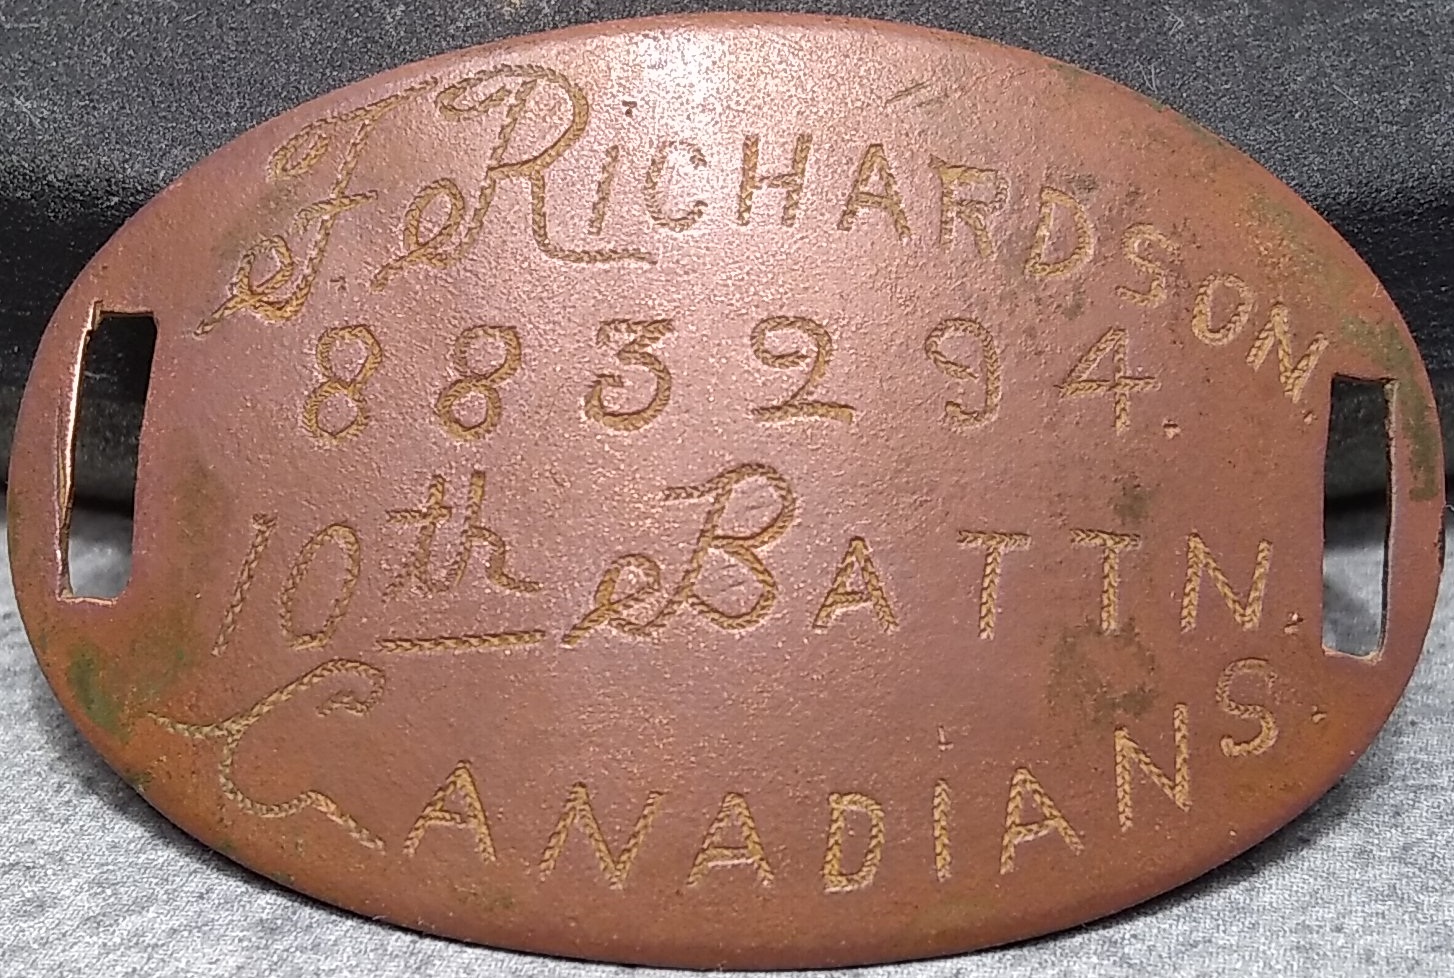 F Richardson.
883294.
10th Battn.
Canadians.